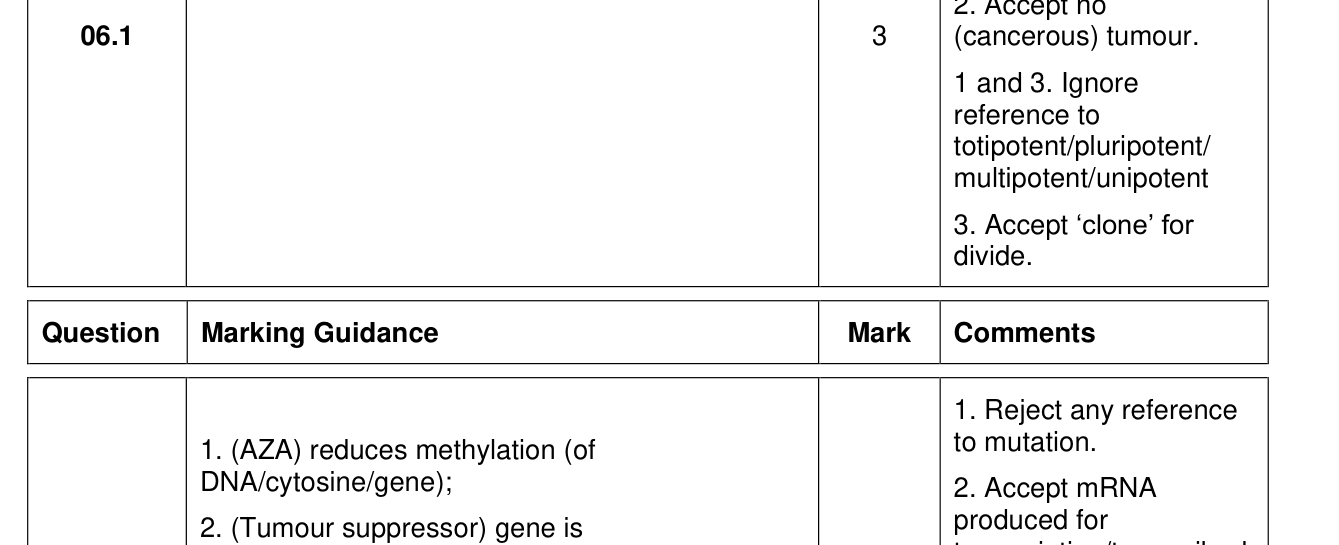 2. Accept no
06.1
3
(cancerous) tumour.
1 and 3. Ignore
reference to
totipotent/pluripotent/
multipotent/unipotent
3. Accept ‘clone’ for
divide.
Question Marking Guidance Mark Comments
1. (AZA) reduces methylation (of
DNA/cytosine/gene);
2. (Tumour suppressor) gene is
1. Reject any reference
to mutation.
2. Accept mRNA
produced for